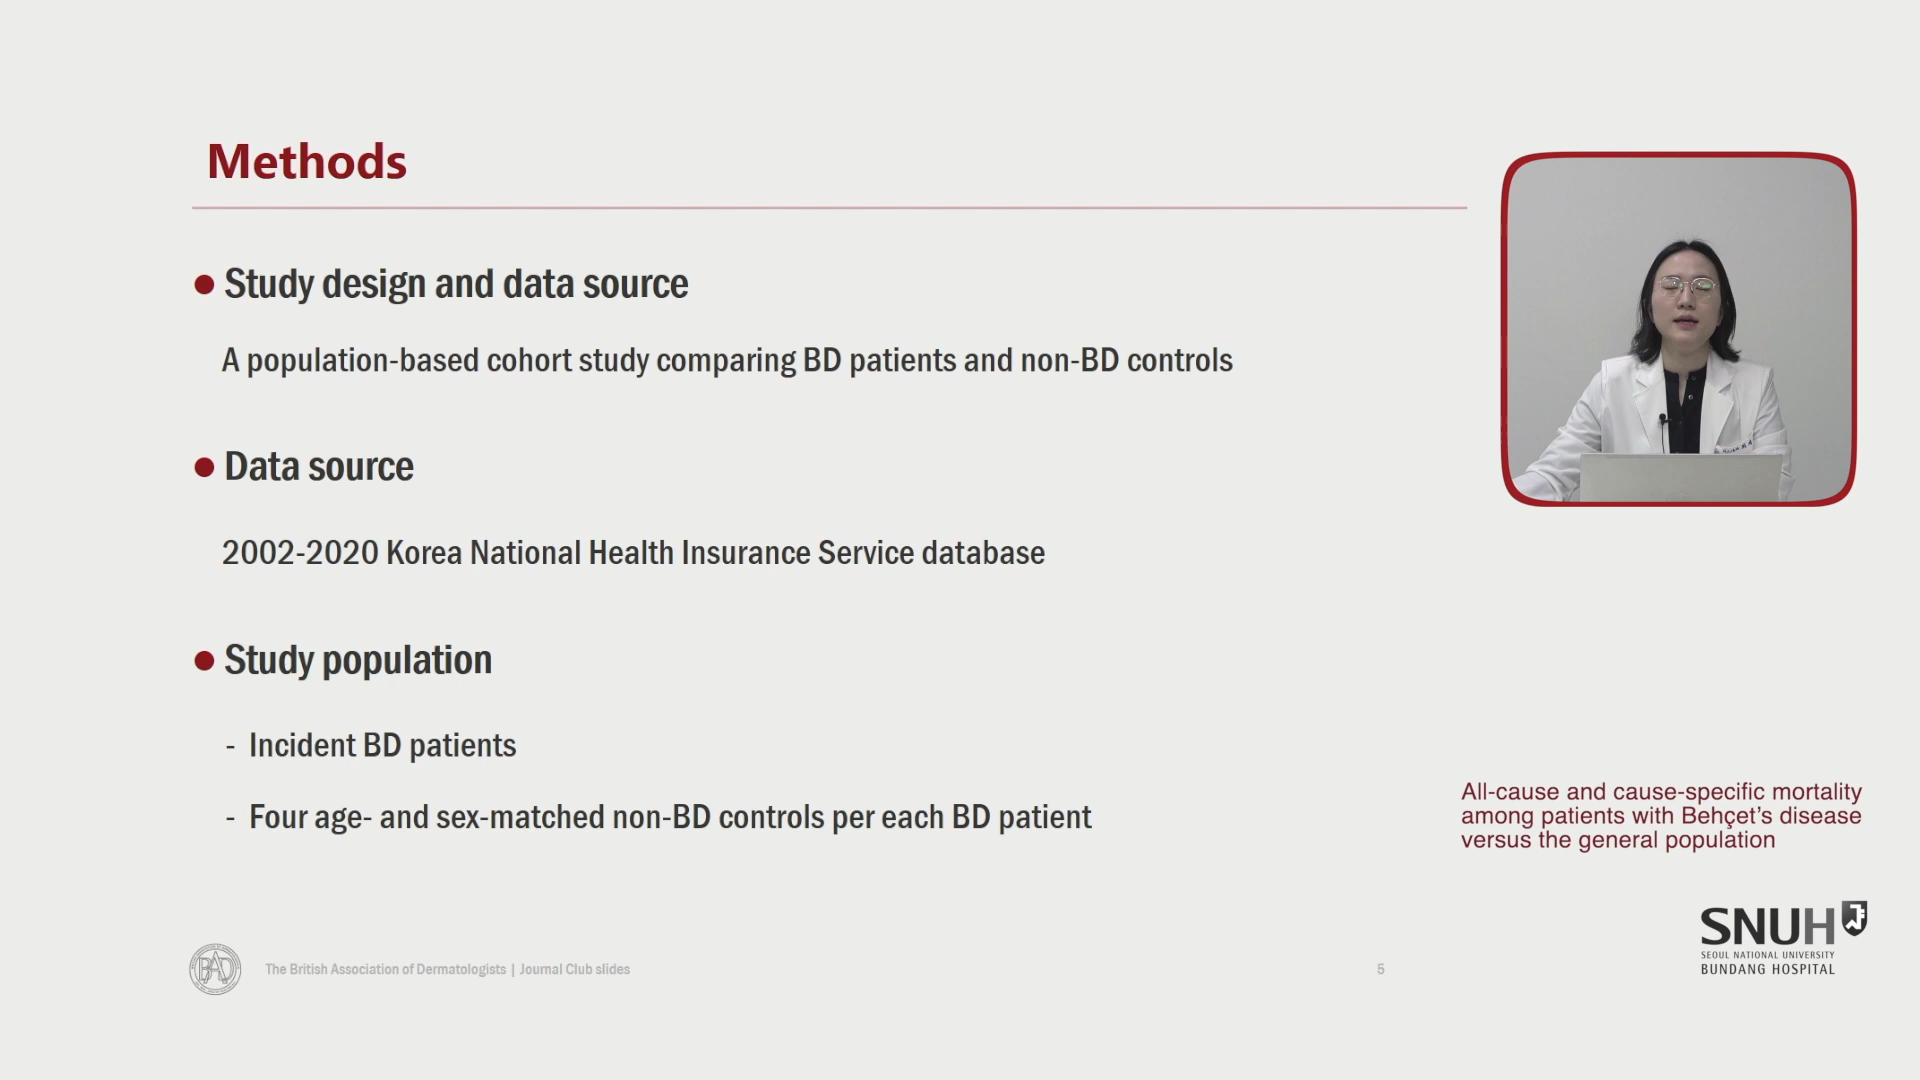 Methods
Study design and data source
A population-based cohort study comparing BD patients and non-BD controls
Data source
2002-2020 Korea National Health Insurance Service database
Study population
- Incident BD patients
- Four age- and sex-matched non-BD controls per each BD patient
All-cause and cause-specific mortality
among patients with Behçet’s disease
versus the general population
SNUH
SEOUL NATIONAL UNIVERSITY
BUNDANG HOSPITAL
BAD
The British Association of Dermatologists | Journal Club slides
5